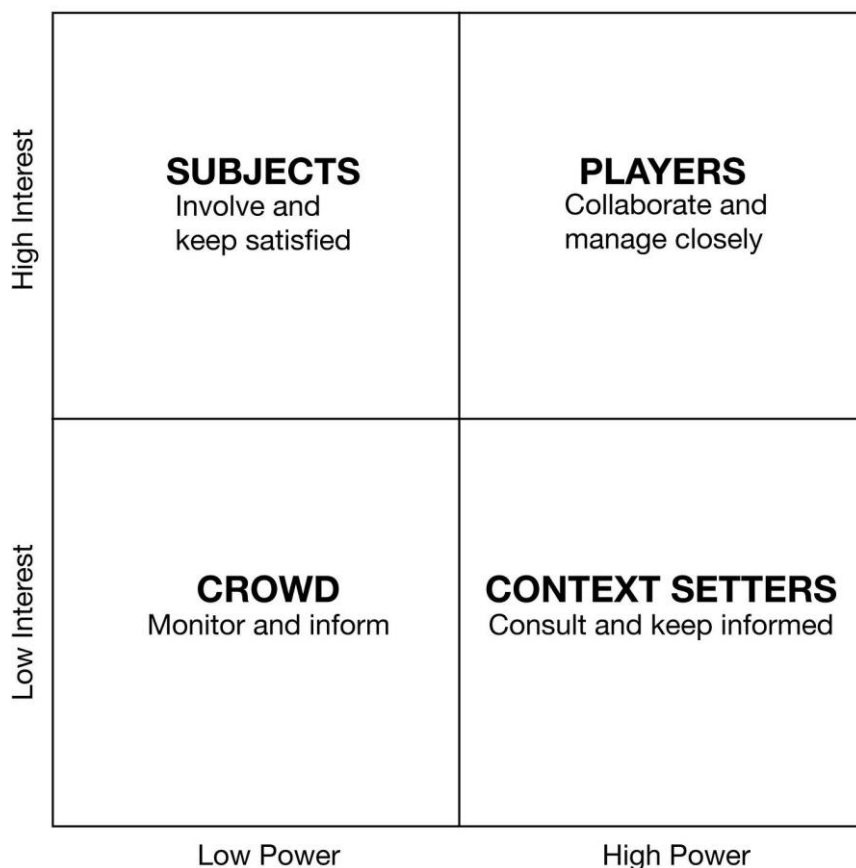 High Interest
SUBJECTS
Involve and
keep satisfied
PLAYERS
Collaborate and
manage closely
Low Interest
CROWD
Monitor and inform
CONTEXT SETTERS
Consult and keep informed
Low Power
High Power